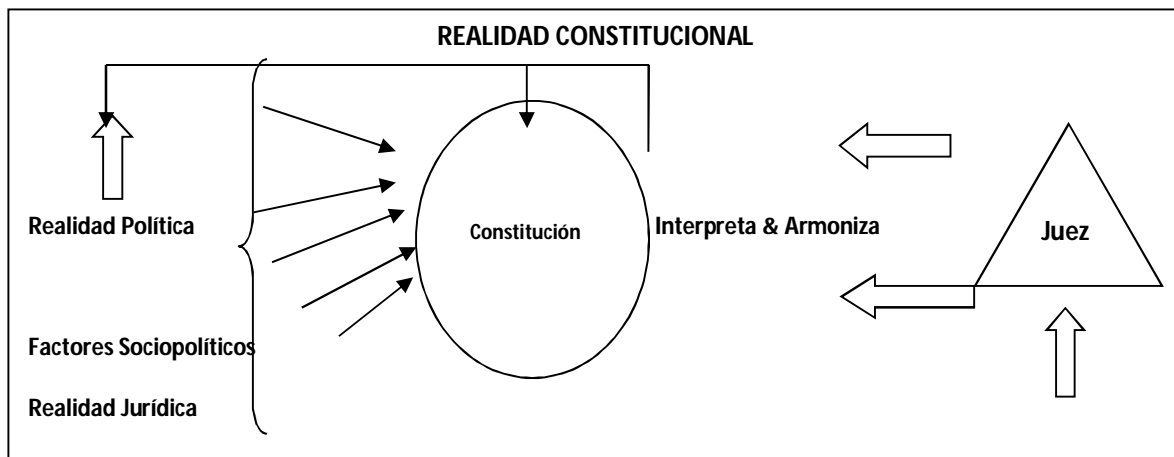 REALIDAD CONSTITUCIONAL
Realidad Política
Constitución
Interpreta & Armoniza
Juez
Factores Sociopolíticos
Realidad Jurídica